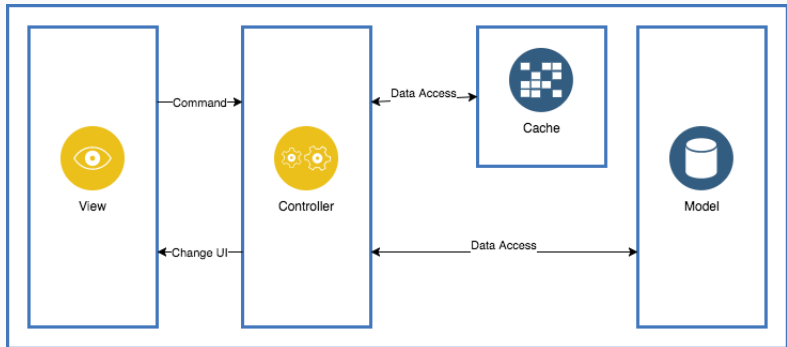 Command
Data Access
Cache
View
Controller
Model
Change UI
Data Access